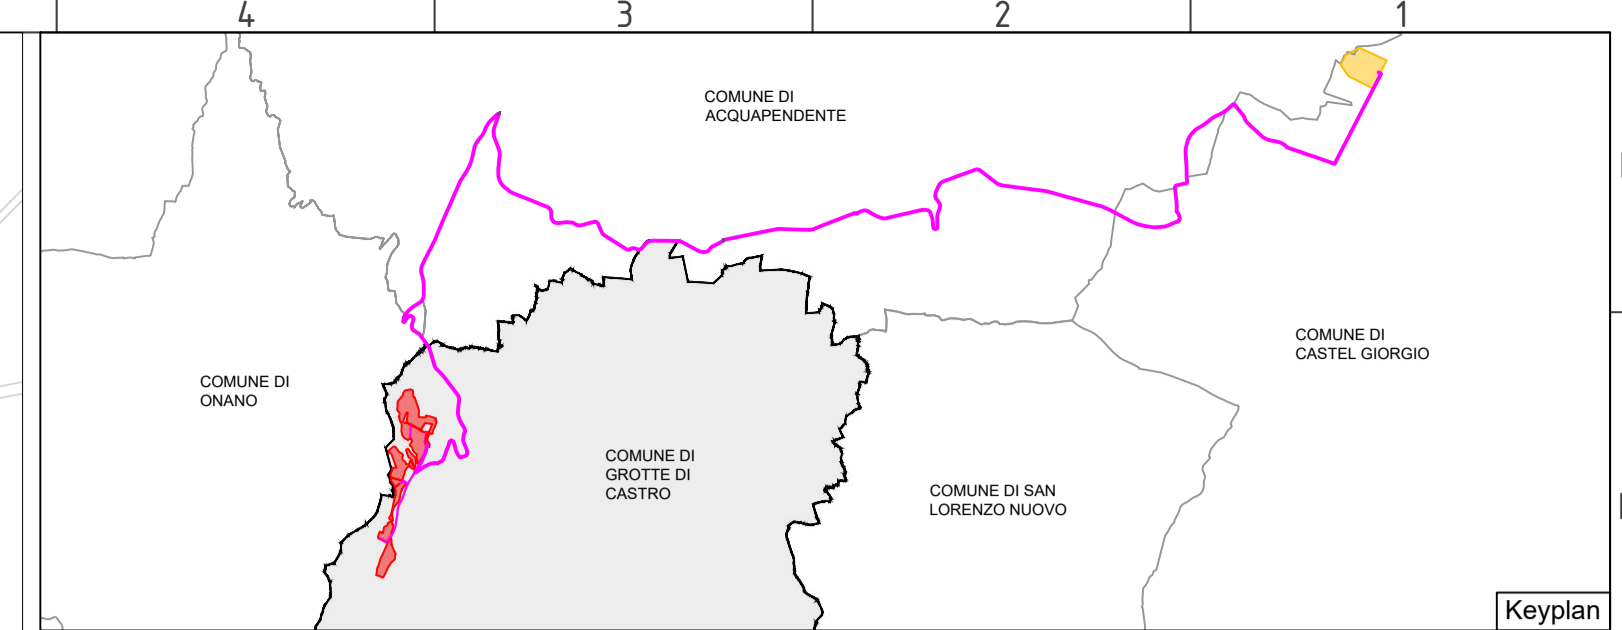 4 3 2 1
COMUNE DI
ACQUAPENDENTE
COMUNE DI
CASTEL GIORGIO
COMUNE DI
ONANO
COMUNE DI
GROTTE DI
CASTRO
COMUNE DI SAN
LORENZO NUOVO
Keyplan